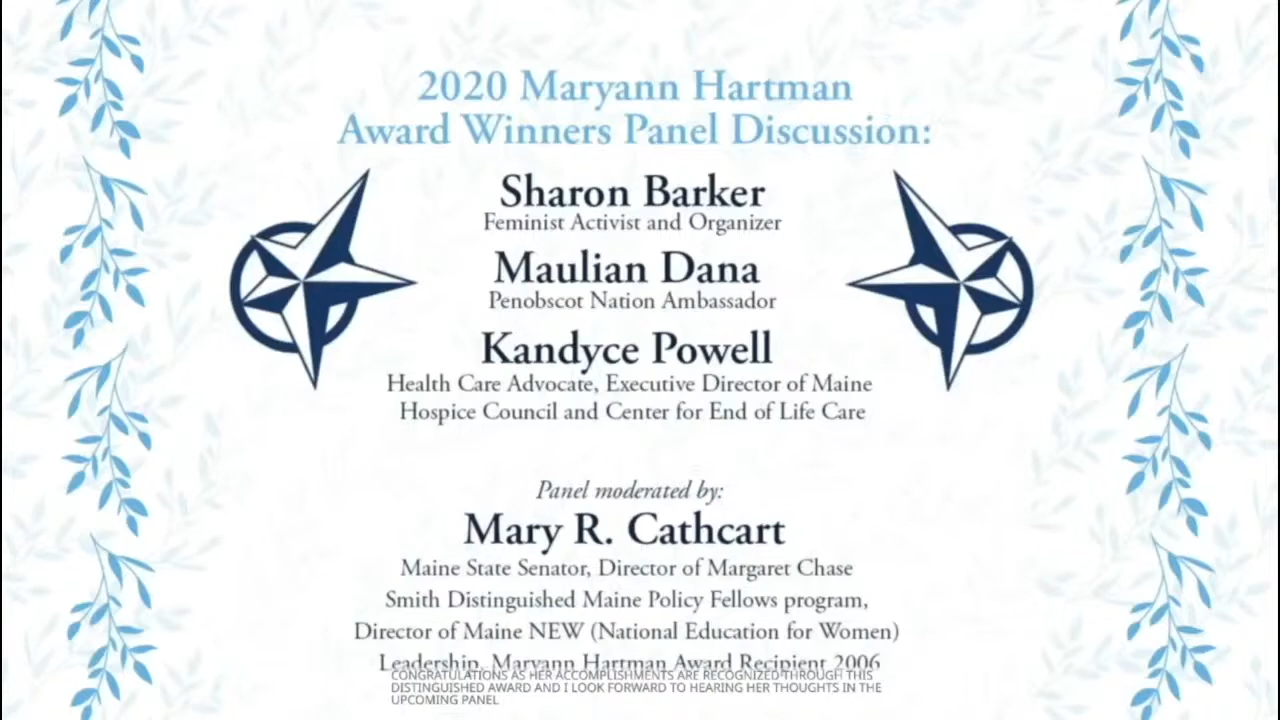 2020 Maryann Hartman
Award Winners Panel Discussion:
Sharon Barker
Feminist Activist and Organizer
Maulian Dana
Penobscot Nation Ambassador
Kandyce Powell
Health Care Advocate, Executive Director of Maine
Hospice Council and Center for End of Life Care
Panel moderated by:
Mary R. Cathcart
Maine State Senator, Director of Margaret Chase
Smith Distinguished Maine Policy Fellows program,
Director of Maine NEW (National Education for Women)
Leadership, Maryann Hartman Award Recipient 2006
CONGRATULATIONS AS HER ACCOMPLISHMENTS ARE RECOGNIZED THROUGH THIS
DISTINGUISHED AWARD AND I LOOK FORWARD TO HEARING HER THOUGHTS IN THE
UPCOMING PANEL